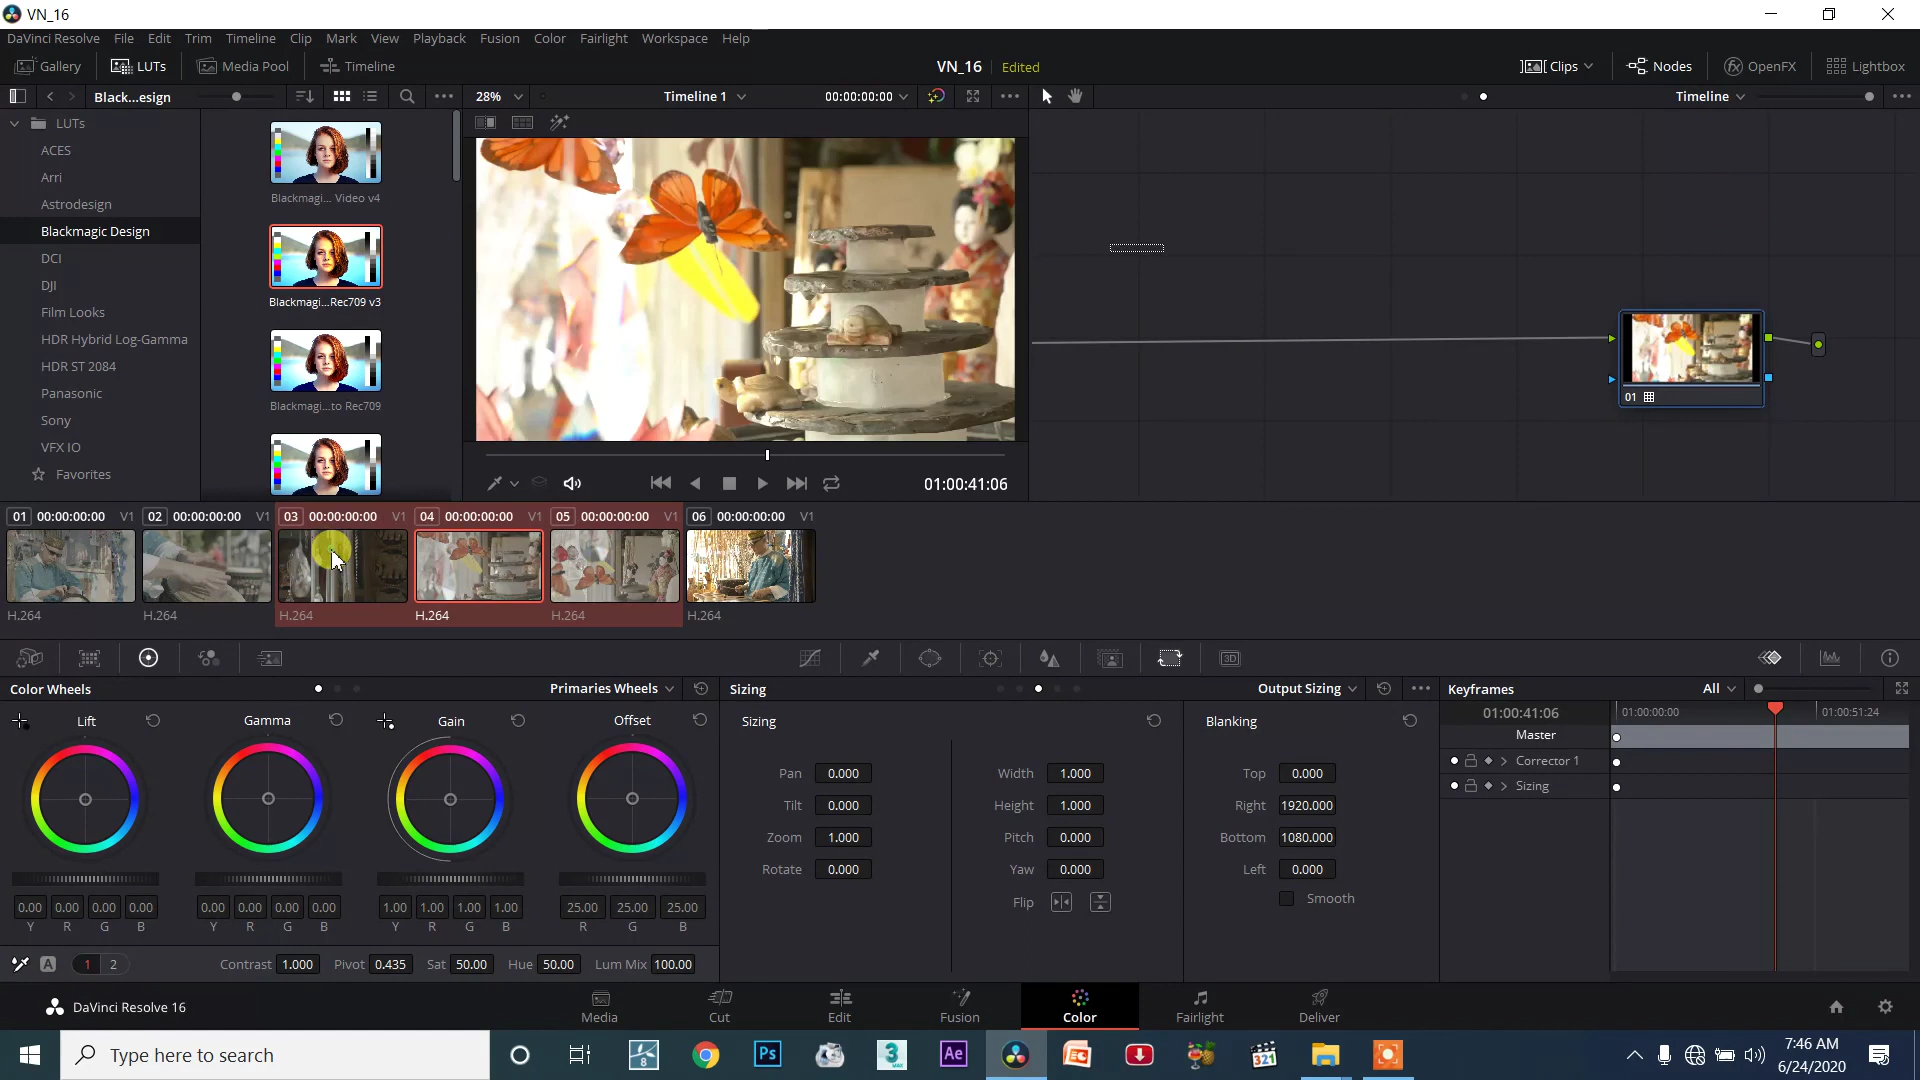 VN_16
DaVinci Resolve File Edit Trim Timeline Clip Mark View Playback Fusion Color Fairlight Workspace Help
Gallery LUTs Media Pool Timeline VN_16 Edited Clips Nodes OpenFX Lightbox
Black...esign 28% Timeline 1 00:00:00:00 Timeline
LUTs
ACES
Arri
Astrodesign
Blackmagic Design
DCI
DJI
Film Looks
HDR Hybrid Log-Gamma
HDR ST 2084
Panasonic
Sony
VFX IO
Favorites
Blackmagi... Video v4
Blackmagi...Rec709 v3
Blackmagi...to Rec709
01
01:00:41:06
01 00:00:00:00 V1 02 00:00:00:00 V1 03 00:00:00:00 V1 04 00:00:00:00 V1 05 00:00:00:00 V1 06 00:00:00:00 V1
H.264 H.264 H.264 H.264 H.264 H.264
3D
Color Wheels Primaries Wheels
Lift Gamma Gain Offset
0.00 0.00 0.00 0.00 0.00 0.00 0.00 0.00 1.00 1.00 1.00 1.00 25.00 25.00 25.00
Y R G B Y R G B Y R G B R G B
A 1 2 Contrast 1.000 Pivot 0.435 Sat 50.00 Hue 50.00 Lum Mix 100.00
Sizing Output Sizing
Sizing
Pan 0.000 Width 1.000
Tilt 0.000 Height 1.000
Zoom 1.000 Pitch 0.000
Rotate 0.000 Yaw 0.000
Flip
Blanking
Top 0.000
Right 1920.000
Bottom 1080.000
Left 0.000
Smooth
Keyframes All
01:00:41:06 01:00:00:00 01:00:51:24
Master
Corrector 1
Sizing
DaVinci Resolve 16
Media Cut Edit Fusion Color Fairlight Deliver
Type here to search
8
Ps
3
MAX
Ae
321
7:46 AM
6/24/2020